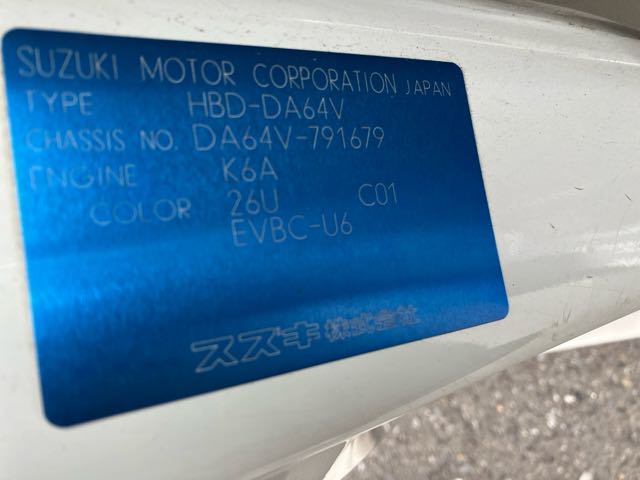 SUZUKI MOTOR CORPORATION JAPAN
TYPE HBD-DA64V
CHASSIS NO. DA64V-791679
ENGINE K6A
COLOR 26U C01
EVBC-U6
スズキ株式会社